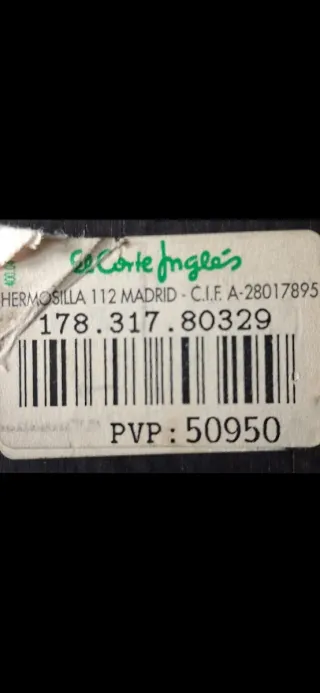 El Corte Inglés
HERMOSILLA 112 MADRID - C.I.F. A-28017895
178.317.80329
PVP:50950